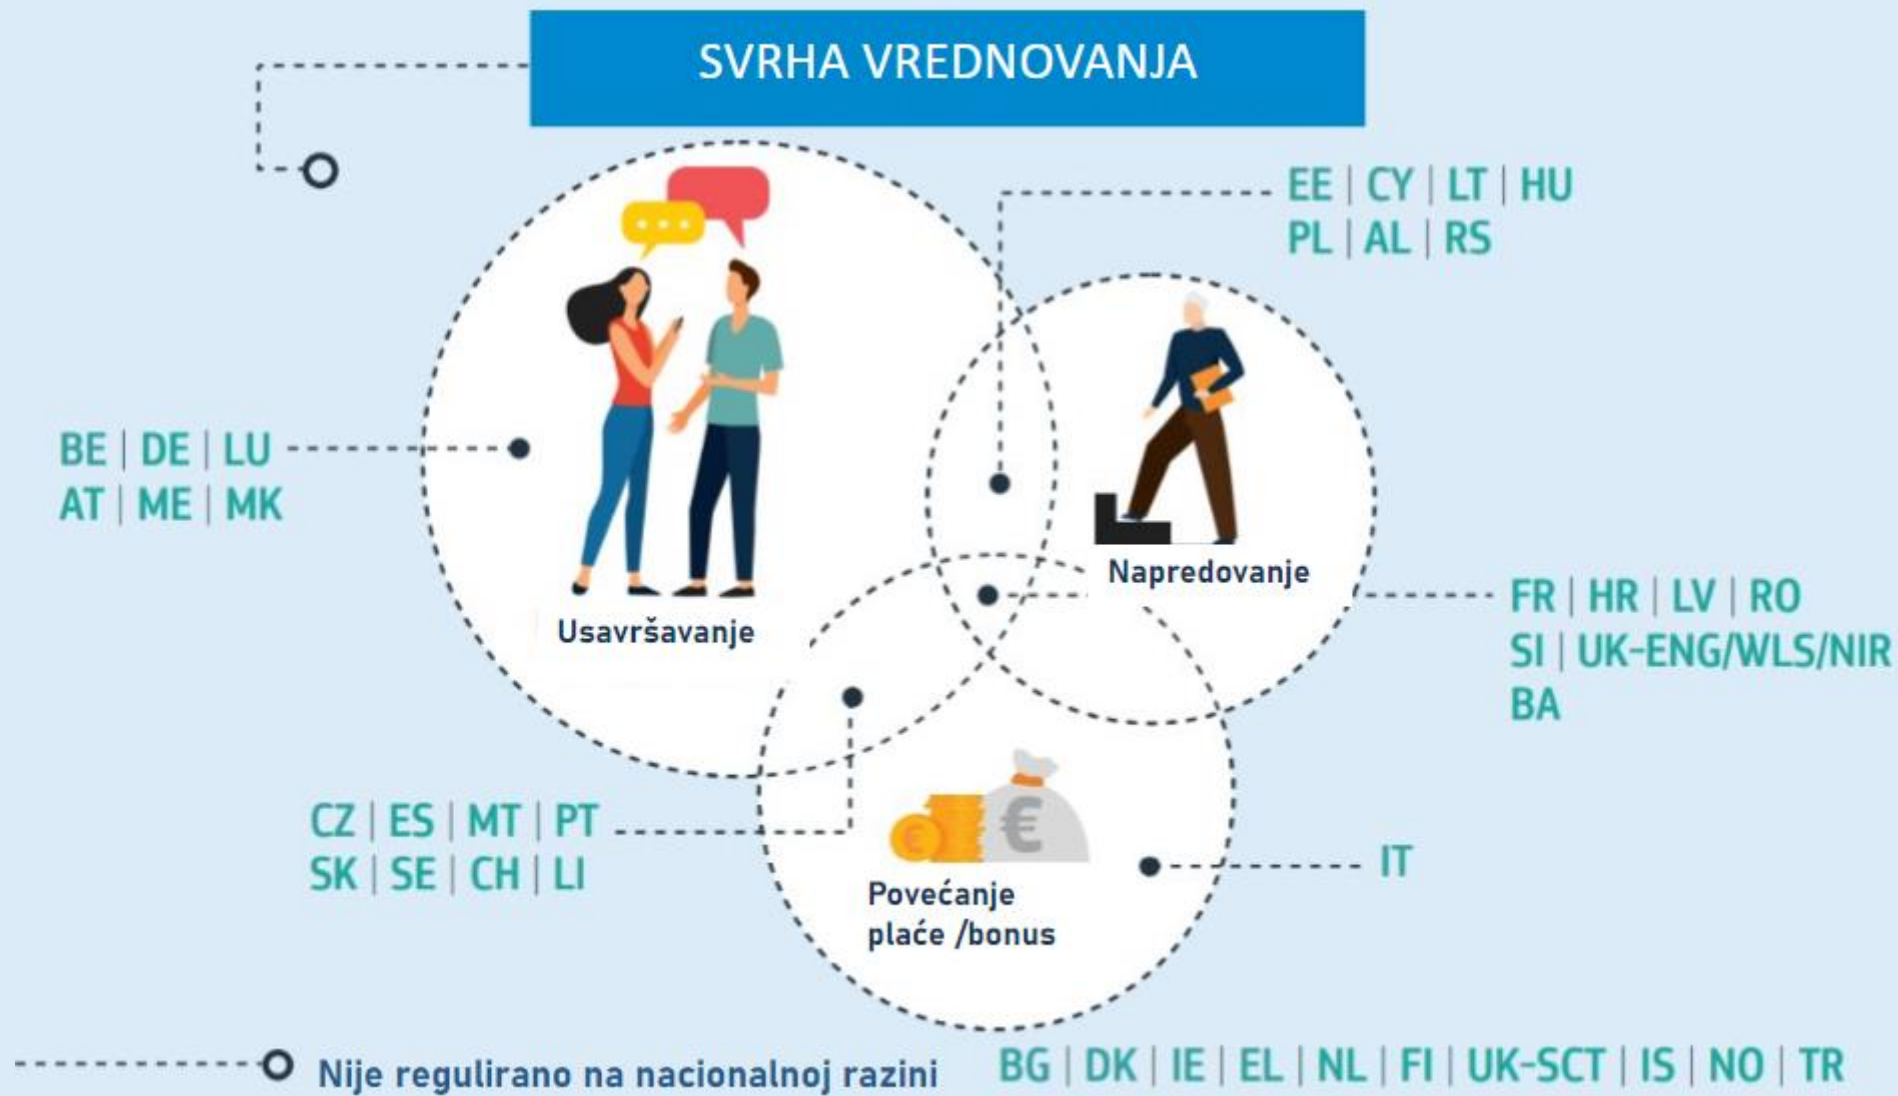 SVRHA VREDNOVANJA
EE | CY | LT | HU
PL | AL | RS
BE | DE | LU
AT | ME | MK
Napredovanje
Usavršavanje
FR | HR | LV | RO
SI | UK-ENG/WLS/NIR
BA
CZ | ES | MT | PT
SK | SE | CH | LI
€ €
IT
Povećanje
plaće /bonus
Nije regulirano na nacionalnoj razini
BG | DK | IE | EL | NL | FI | UK-SCT | IS | NO | TR